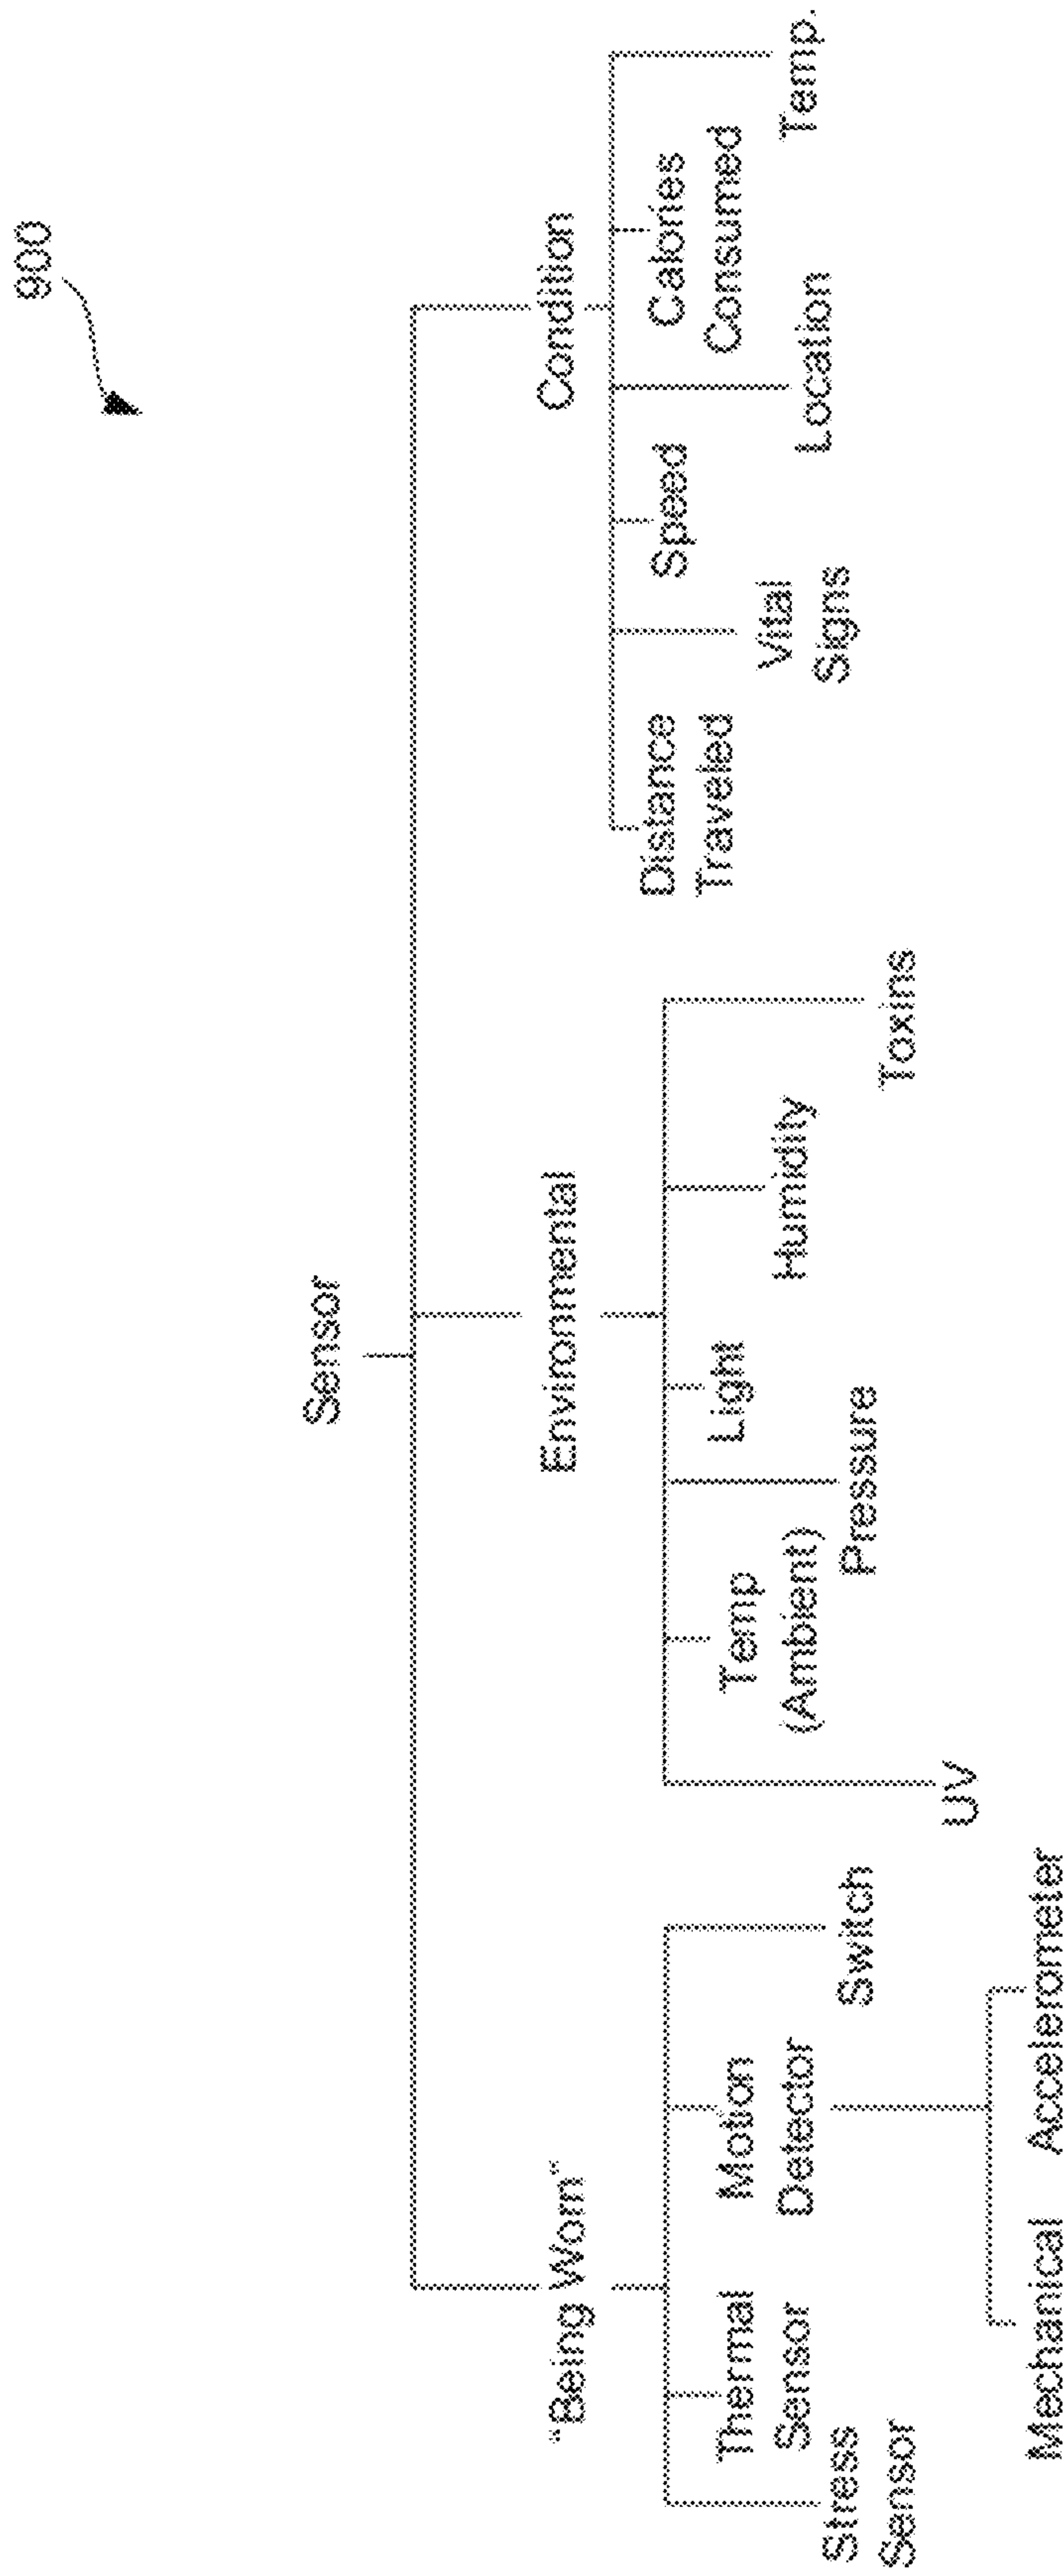 900
Sensor
"Being Worn"
Environmental
Condition
Stress
Sensor
Thermal
Sensor
Motion
Detector
Switch
Mechanical
Accelerometer
UV
Temp
(Ambient)
Pressure
Light
Humidity
Toxins
Distance
Traveled
Vital
Signs
Speed
Location
Calories
Consumed
Temp.